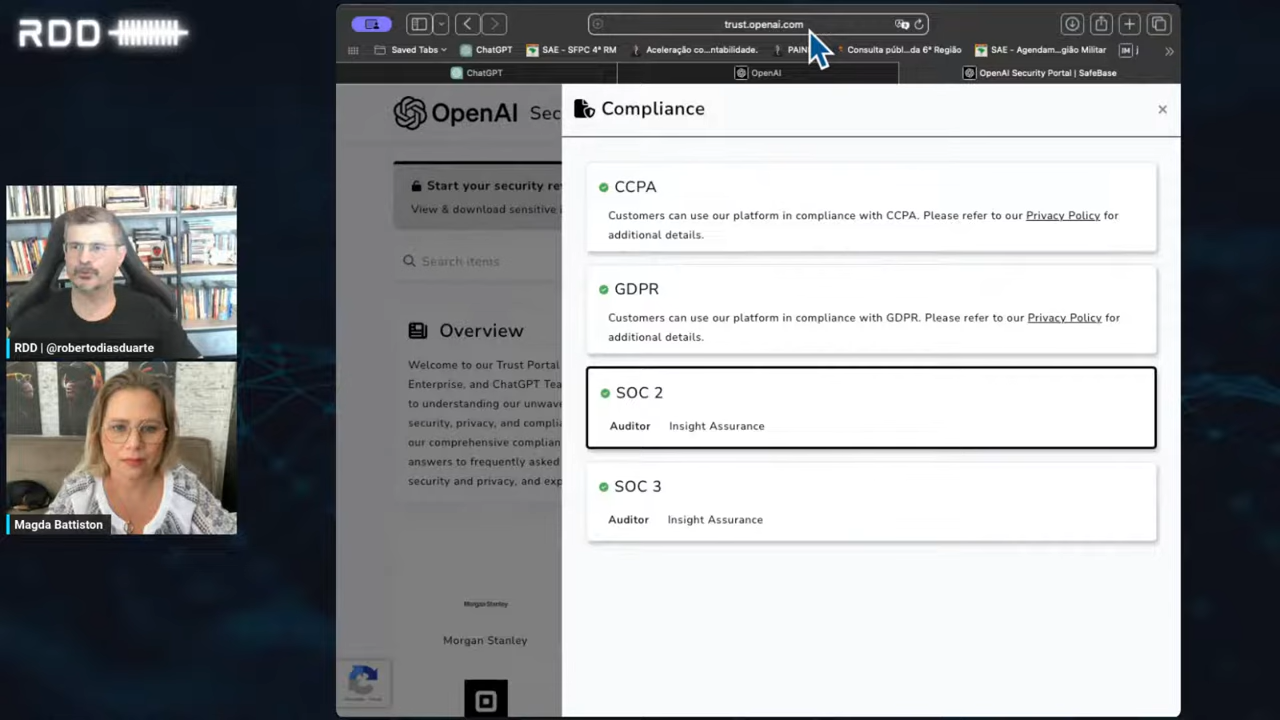 RDD
trust.openai.com
Saved Tabs
ChatGPT
SAE - SFPC 4ª RM
Aceleração co...ntabilidade.
PAIN
Consulta públ...da 6ª Região
SAE - Agendam...gião Militar
j
ChatGPT
OpenAI
OpenAI Security Portal | SafeBase
OpenAI Sec
Compliance
Start your security re
View & download sensitive i
Search items
Overview
Welcome to our Trust Portal
Enterprise, and ChatGPT Tea
to understanding our unwave
security, privacy, and complia
our comprehensive complian
answers to frequently asked
security and privacy, and exp
Morgan Stanley
Morgan Stanley
CCPA
Customers can use our platform in compliance with CCPA. Please refer to our Privacy Policy for
additional details.
GDPR
Customers can use our platform in compliance with GDPR. Please refer to our Privacy Policy for
additional details.
SOC 2
Auditor Insight Assurance
SOC 3
Auditor Insight Assurance
RDD | @robertodiasduarte
Magda Battiston